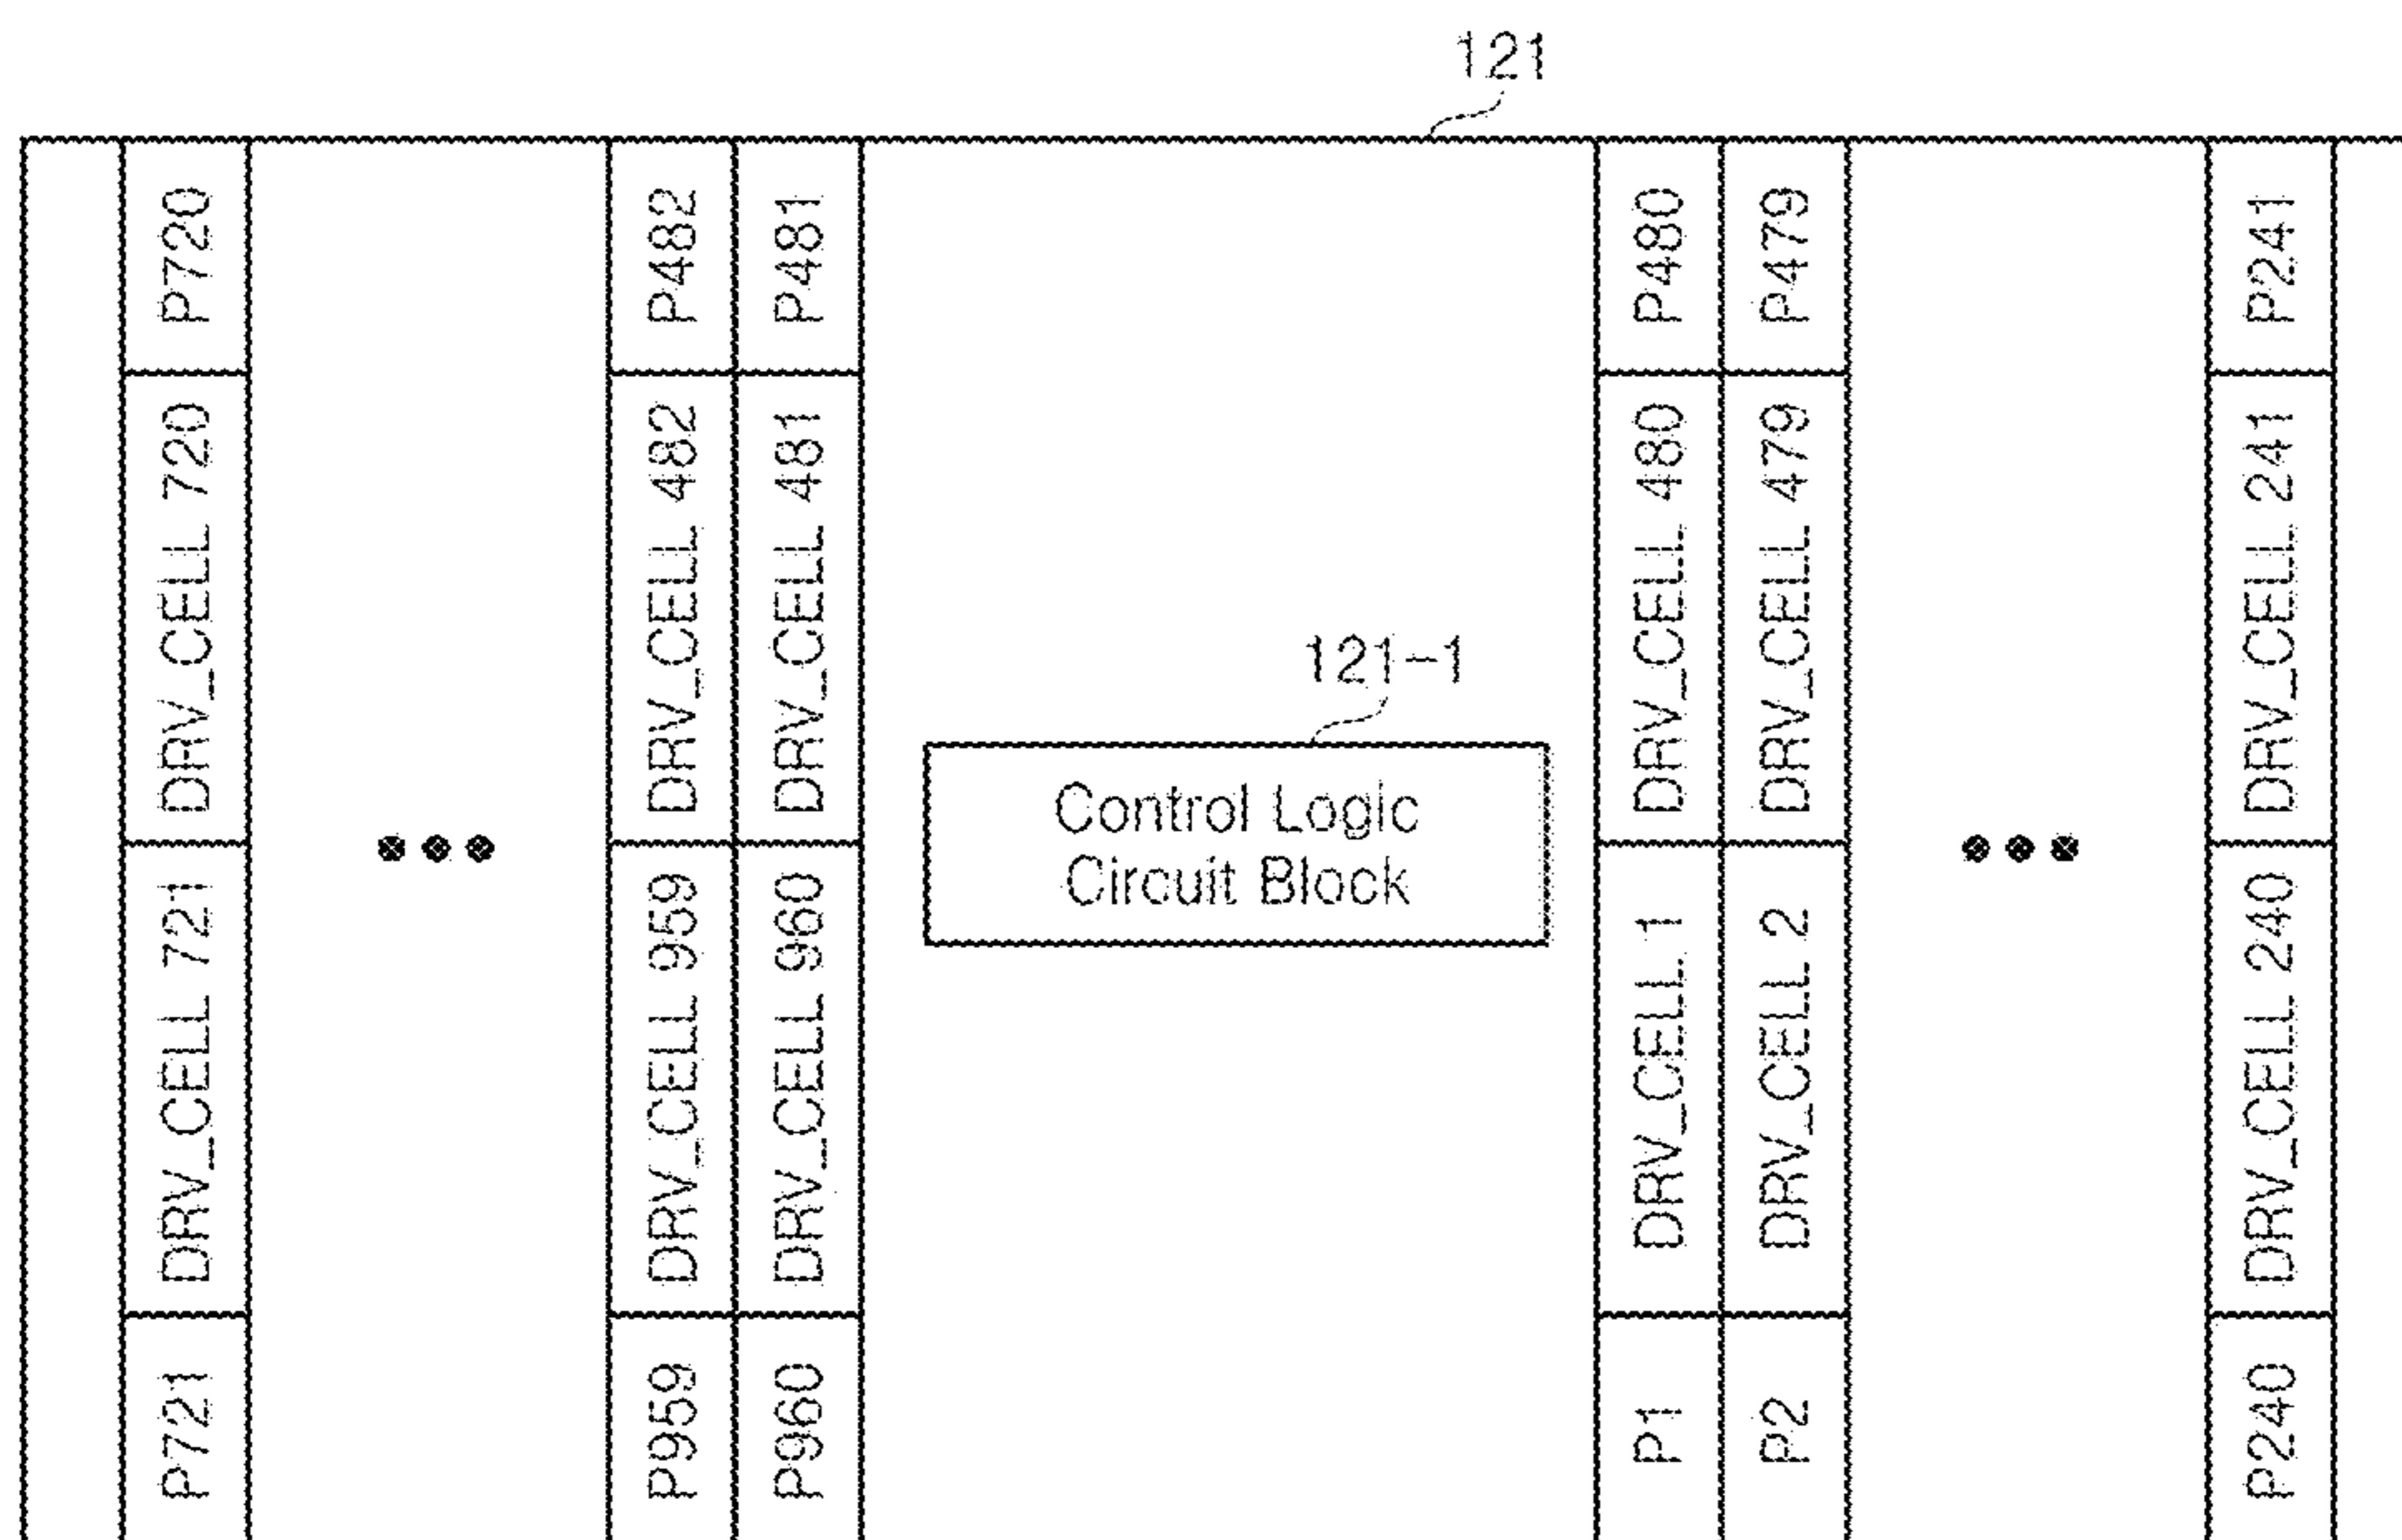 121
P720
P482
P481
P480
P479
P241
DRV_CELL 720
DRV_CELL 482
DRV_CELL 481
DRV_CELL 480
DRV_CELL 479
DRV_CELL 241
121-1
Control Logic
Circuit Block
DRV_CELL 721
DRV_CELL 959
DRV_CELL 960
DRV_CELL 1
DRV_CELL 2
DRV_CELL 240
P721
P959
P960
P1
P2
P240